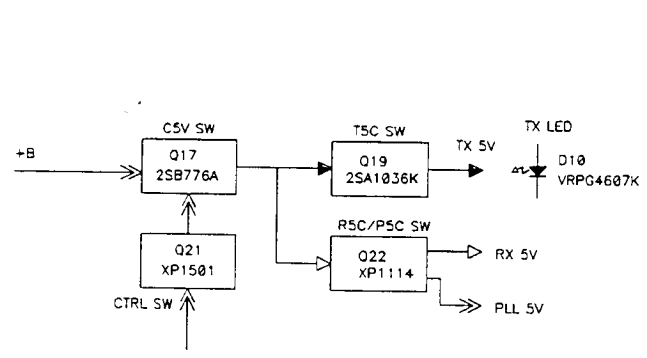 C5V SW
T5C SW
TX LED
+B
Q17
2SB776A
Q19
2SA1036K
TX 5V
D10
VRPG4607K
R5C/P5C SW
Q21
XP1501
Q22
XP1114
RX 5V
CTRL SW
PLL 5V